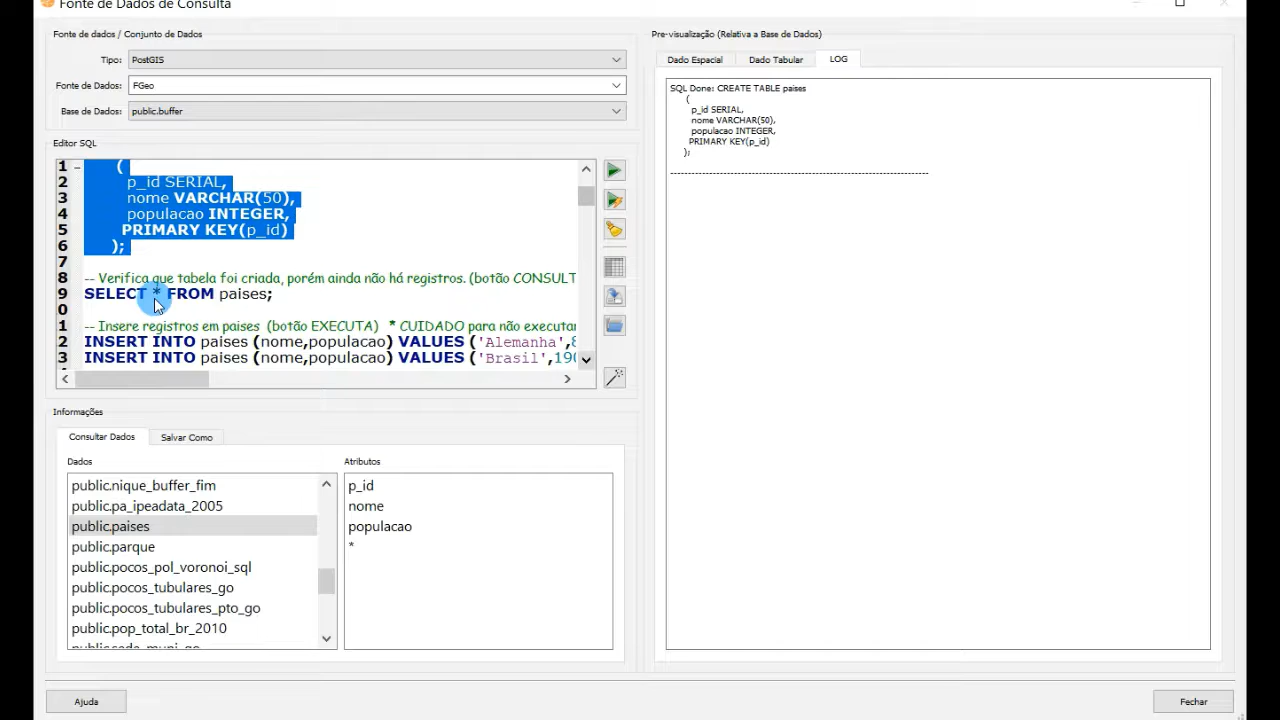 Fonte de Dados de Consulta
Fonte de dados / Conjunto de Dados
Tipo: PostGIS
Fonte de Dados: FGeo
Base de Dados: public.buffer
Editor SQL
1 (
2 p_id SERIAL,
3 nome VARCHAR(50),
4 populacao INTEGER,
5 PRIMARY KEY(p_id)
6 );
7
8 -- Verifica que tabela foi criada, porém ainda não há registros. (botão CONSULT
9 SELECT * FROM paises;
0
1 -- Insere registros em paises (botão EXECUTA) * CUIDADO para não executar
2 INSERT INTO paises (nome,populacao) VALUES ('Alemanha',8
3 INSERT INTO paises (nome,populacao) VALUES ('Brasil',190
Informações
Consultar Dados Salvar Como
Dados Atributos
public.nique_buffer_fim
public.pa_ipeadata_2005
public.paises
public.parque
public.pocos_pol_voronoi_sql
public.pocos_tubulares_go
public.pocos_tubulares_pto_go
public.pop_total_br_2010
public.sede_muni_go
p_id
nome
populacao
*
Pre-visualização (Relativa a Base de Dados)
Dado Espacial Dado Tabular LOG
SQL Done: CREATE TABLE paises
(
p_id SERIAL,
nome VARCHAR(50),
populacao INTEGER,
PRIMARY KEY(p_id)
);
--------------------------------------------------------------------------
Ajuda Fechar